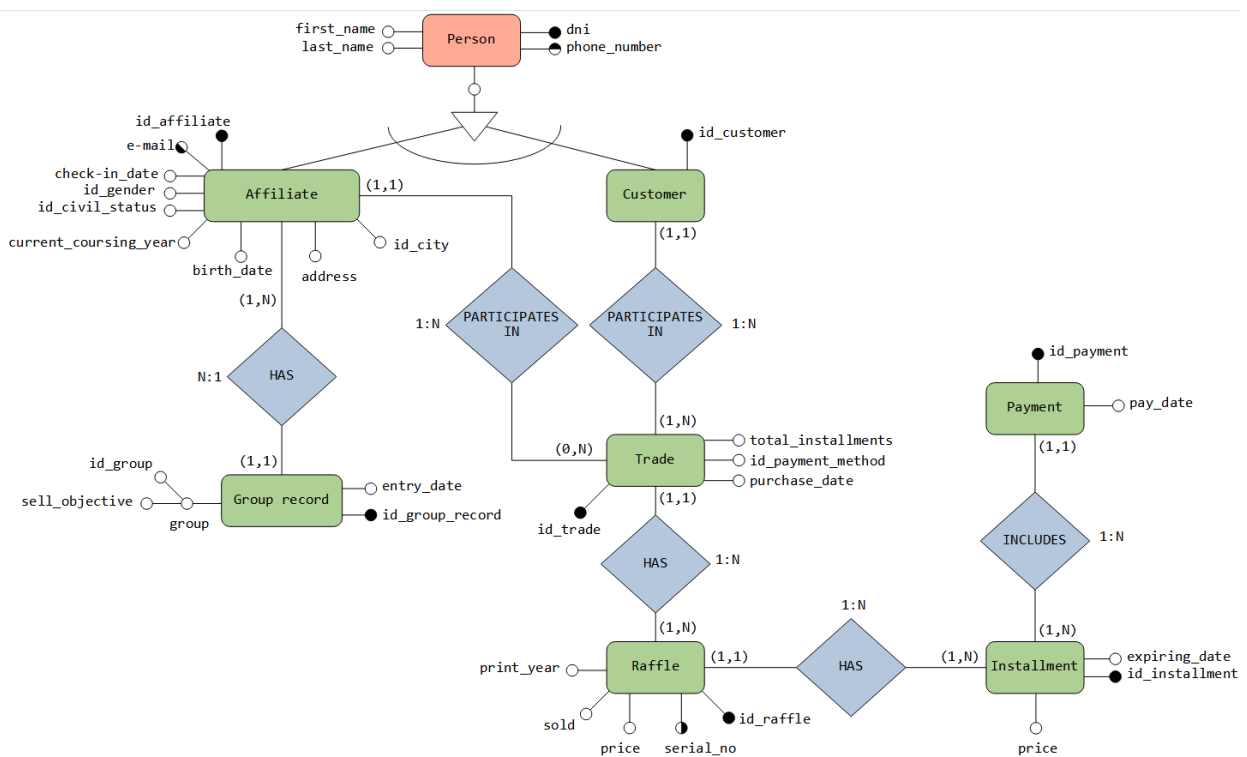 first_name
last_name
Person
dni
phone_number
id_affiliate
e-mail
check-in_date
id_gender
id_civil_status
current_coursing_year
Affiliate
(1,1)
id_city
birth_date
address
id_customer
Customer
(1,1)
(1,N)
1:N
PARTICIPATES
IN
PARTICIPATES
IN
1:N
N:1
HAS
id_payment
Payment
pay_date
(1,1)
(1,N)
(0,N)
Trade
total_installments
id_payment_method
purchase_date
(1,1)
id_trade
(1,1)
id_group
sell_objective
group
Group record
entry_date
id_group_record
HAS
1:N
INCLUDES
1:N
(1,N)
1:N
(1,N)
print_year
Raffle
(1,1)
HAS
(1,N)
Installment
expiring_date
id_installment
sold
price
serial_no
id_raffle
price